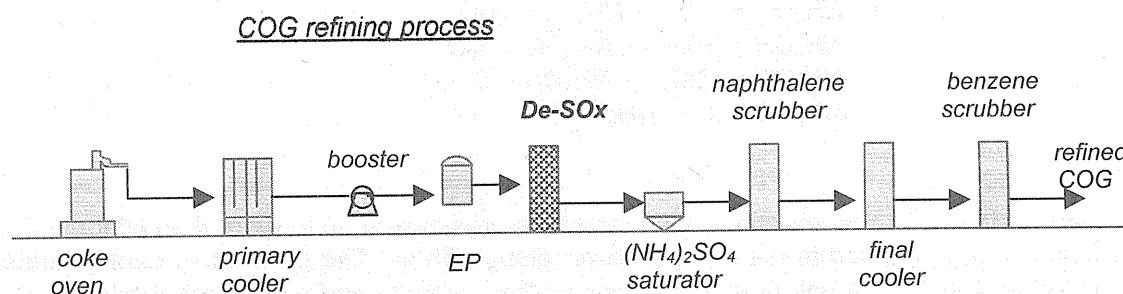 COG refining process
naphthalene
scrubber
benzene
scrubber
De-SOx
booster
refined
COG
coke
oven
primary
cooler
EP
(NH4)2SO4
saturator
final
cooler